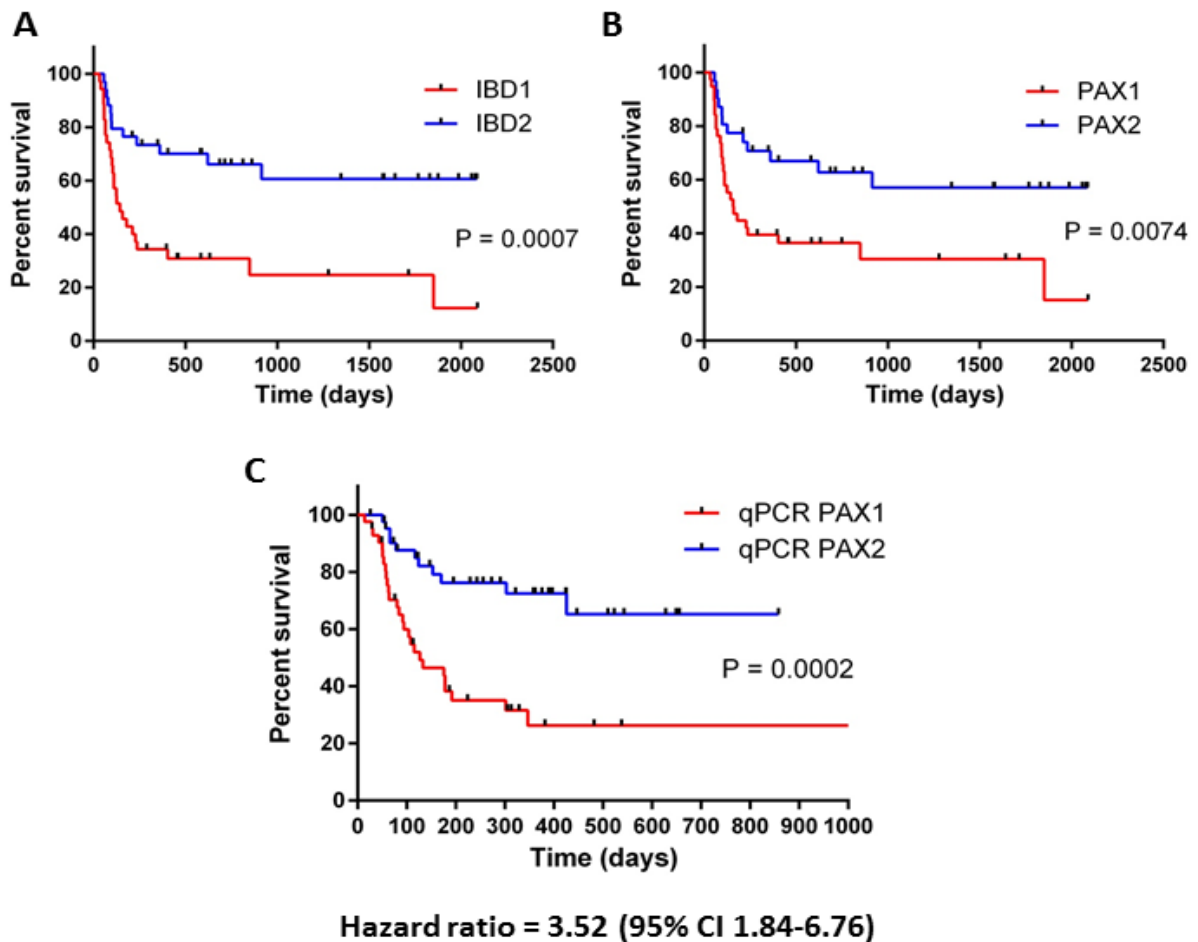 A
Percent survival
100
80
60
40
20
0
IBD1
IBD2
P = 0.0007
0 500 1000 1500 2000 2500
Time (days)
B
Percent survival
100
80
60
40
20
0
PAX1
PAX2
P = 0.0074
0 500 1000 1500 2000 2500
Time (days)
C
Percent survival
100
80
60
40
20
0
qPCR PAX1
qPCR PAX2
P = 0.0002
0 100 200 300 400 500 600 700 800 900 1000
Time (days)
Hazard ratio = 3.52 (95% CI 1.84-6.76)